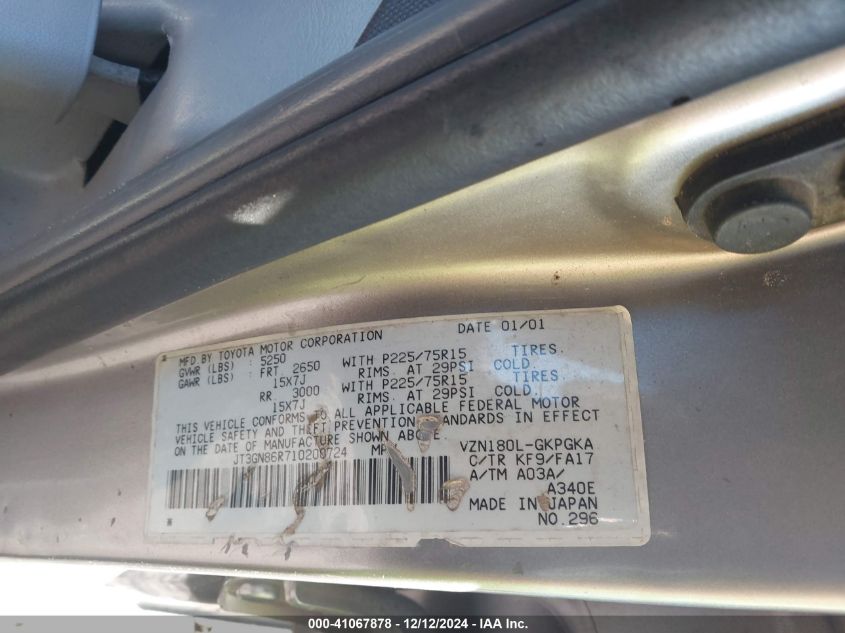 DATE 01/01
MFD.BY TOYOTA MOTOR CORPORATION
GVWR (LBS) : 5250
GAWR (LBS) : FRT. 2650 WITH P225/75R15 TIRES.
15X7J RIMS. AT 29PSI COLD.
RR. 3000 WITH P225/75R15 TIRES.
15X7J RIMS. AT 29PSI COLD.
THIS VEHICLE CONFORMS TO ALL APPLICABLE FEDERAL MOTOR
VEHICLE SAFETY AND THEFT PREVENTION STANDARDS IN EFFECT
ON THE DATE OF MANUFACTURE SHOWN ABOVE.
JT3GN86R710200724 VZN180L-GKPGKA
C/TR KF9/FA17
A/TM A03A/
A340E
MADE IN JAPAN
NO.296
000-41067878 - 12/12/2024 - IAA Inc.